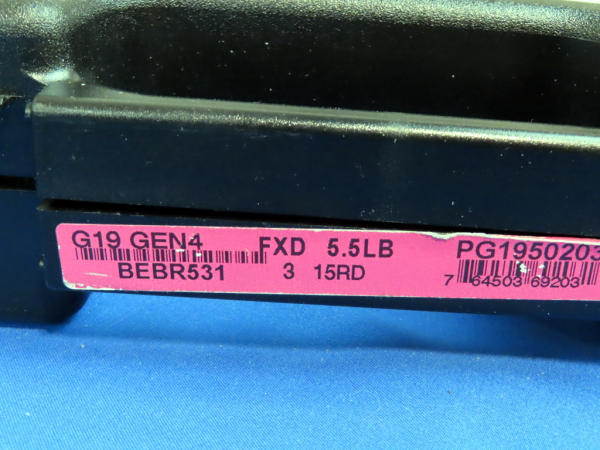 G19 GEN4 FXD 5.5LB PG1950203
BEBR531 3 15RD 7 64503 69203